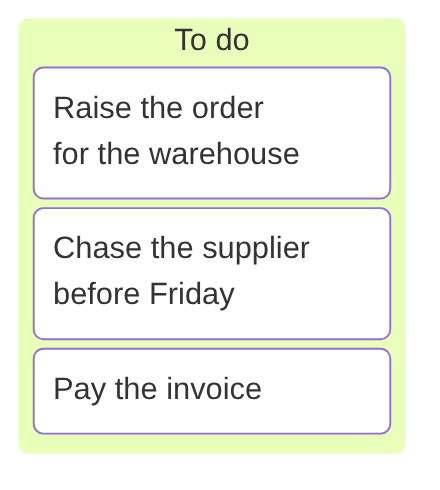 To do
Raise the order
for the warehouse
Chase the supplier
before Friday
Pay the invoice